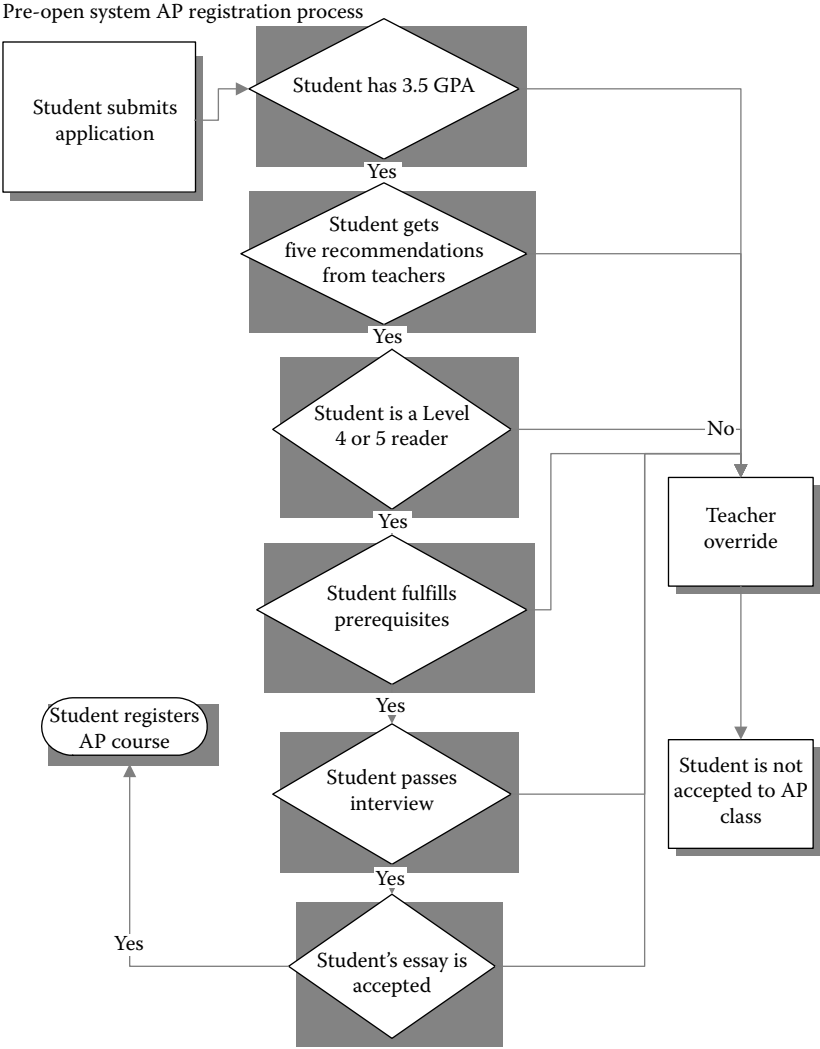 Pre-open system AP registration process
Student submits
application
Student has 3.5 GPA
Yes
Student gets
five recommendations
from teachers
Yes
Student is a Level
4 or 5 reader
No
Yes
Teacher
override
Student fulfills
prerequisites
Yes
Student registers
AP course
Student passes
interview
Student is not
accepted to AP
class
Yes
Yes
Student’s essay is
accepted